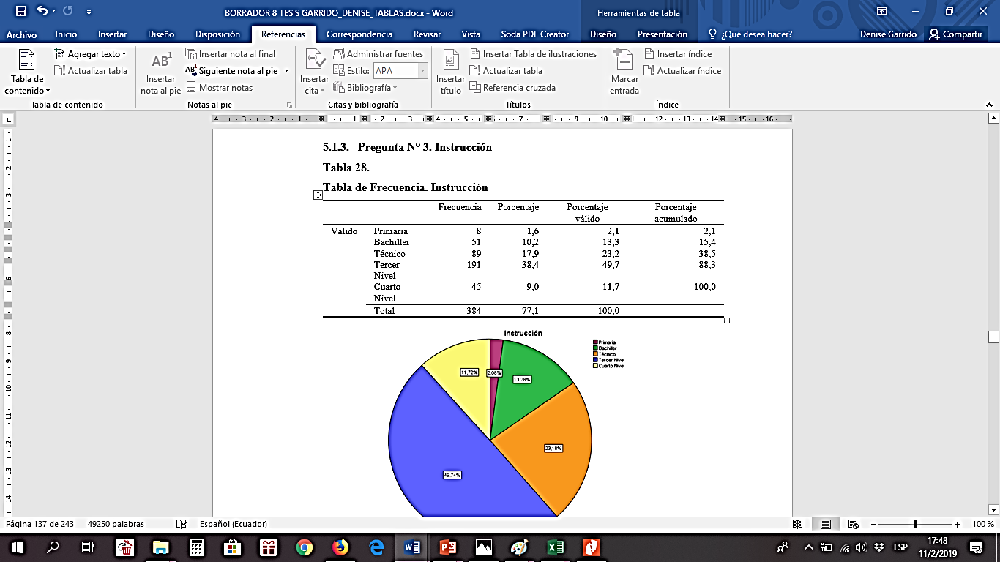 BORRADOR 8 TESIS GARRIDO_DENISE_TABLAS.docx - Word
Herramientas de tabla
Archivo Inicio Insertar Diseño Disposición Referencias Correspondencia Revisar Vista Soda PDF Creator Diseño Presentación ¿Qué desea hacer? Denise Garrido Compartir
Tabla de contenido
Agregar texto
Actualizar tabla
Tabla de contenido
AB1
Insertar nota al pie
Insertar nota al final
Siguiente nota al pie
Mostrar notas
Notas al pie
Insertar cita
Administrar fuentes
Estilo: APA
Bibliografía
Citas y bibliografía
Insertar título
Insertar Tabla de ilustraciones
Actualizar tabla
Referencia cruzada
Títulos
Marcar entrada
Insertar índice
Actualizar índice
Índice
5.1.3. Pregunta N° 3. Instrucción
Tabla 28.
Tabla de Frecuencia. Instrucción
Frecuencia Porcentaje Porcentaje válido Porcentaje acumulado
Válido Primaria 8 1,6 2,1 2,1
Bachiller 51 10,2 13,3 15,4
Técnico 89 17,9 23,2 38,5
Tercer Nivel 191 38,4 49,7 88,3
Cuarto Nivel 45 9,0 11,7 100,0
Total 384 77,1 100,0
Instrucción
Primaria
Bachiller
Técnico
Tercer Nivel
Cuarto Nivel
11,72%
2,08%
13,28%
23,18%
49,74%
Página 137 de 243 49250 palabras Español (Ecuador) 100 %
ESP
17:48
11/2/2019